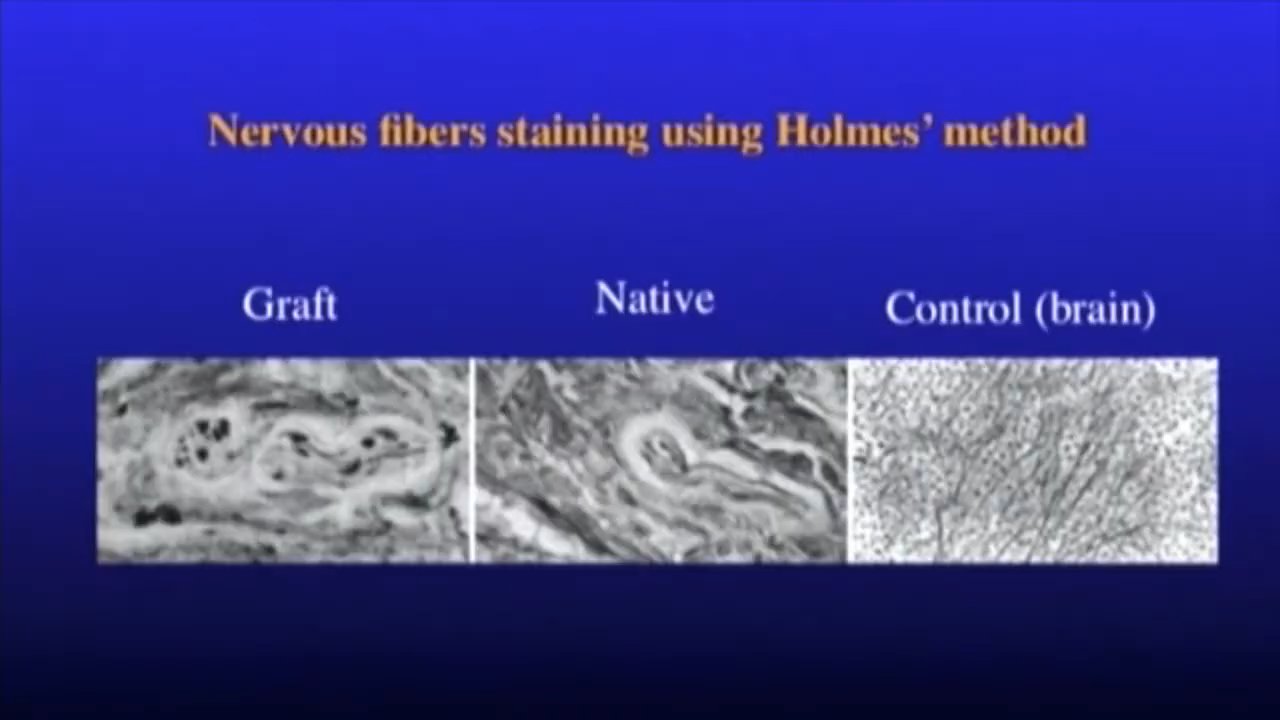 Nervous fibers staining using Holmes’ method
Graft
Native
Control (brain)